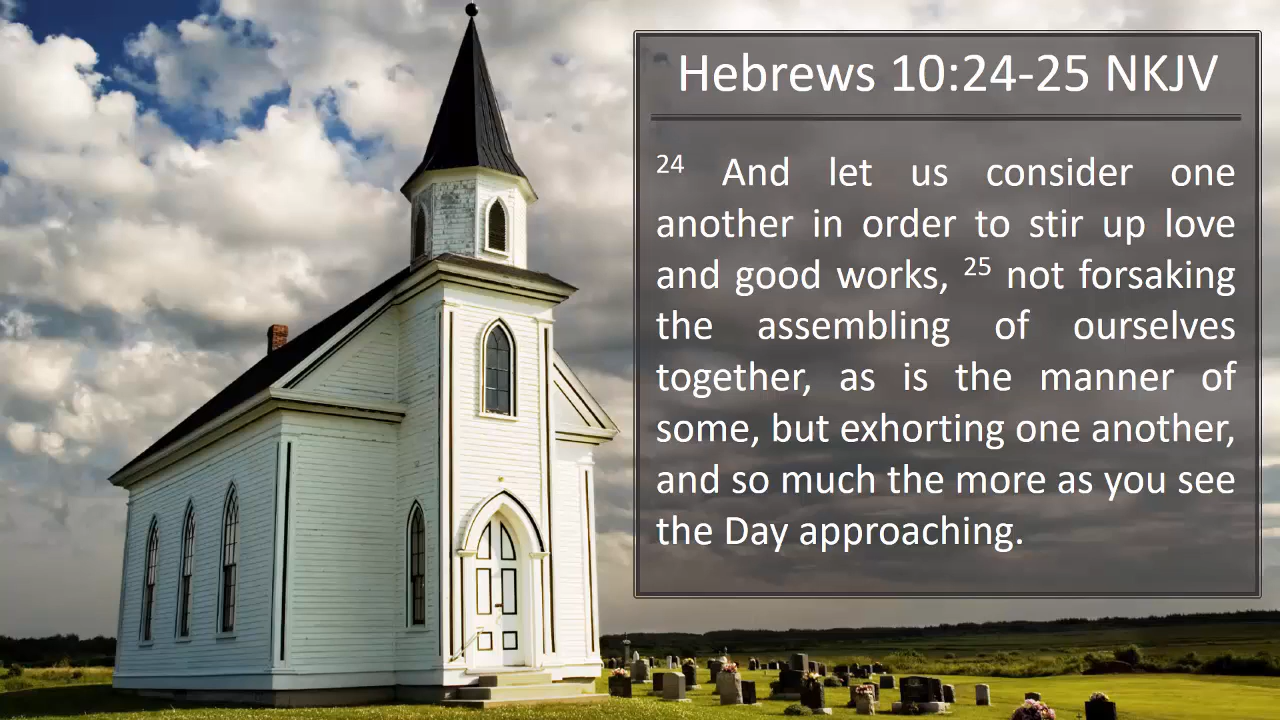 Hebrews 10:24-25 NKJV
24 And let us consider one
another in order to stir up love
and good works, 25 not forsaking
the assembling of ourselves
together, as is the manner of
some, but exhorting one another,
and so much the more as you see
the Day approaching.